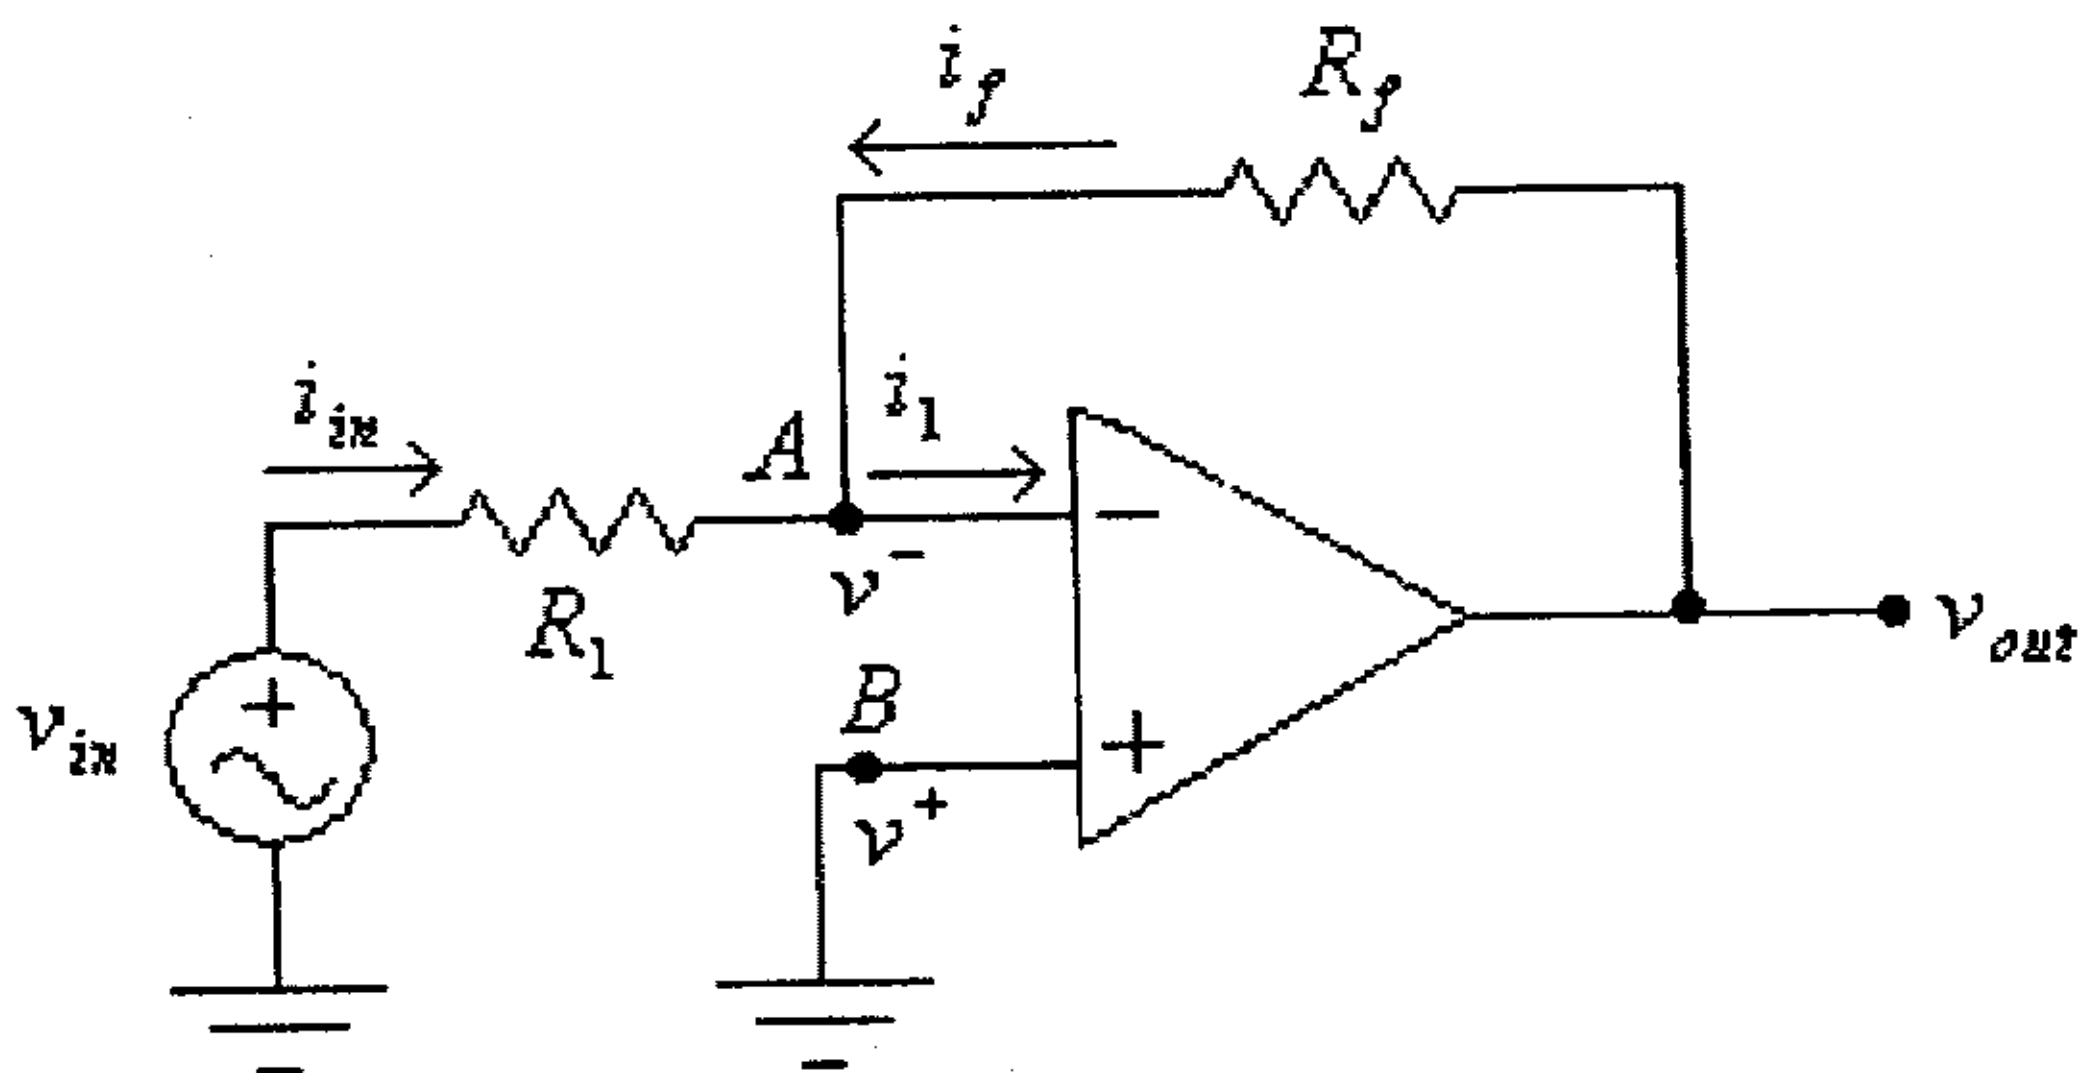 i_f
R_f
i_in
A
i_1
−
v^-
R_1
B
+
v_in
+
v^+
v_out